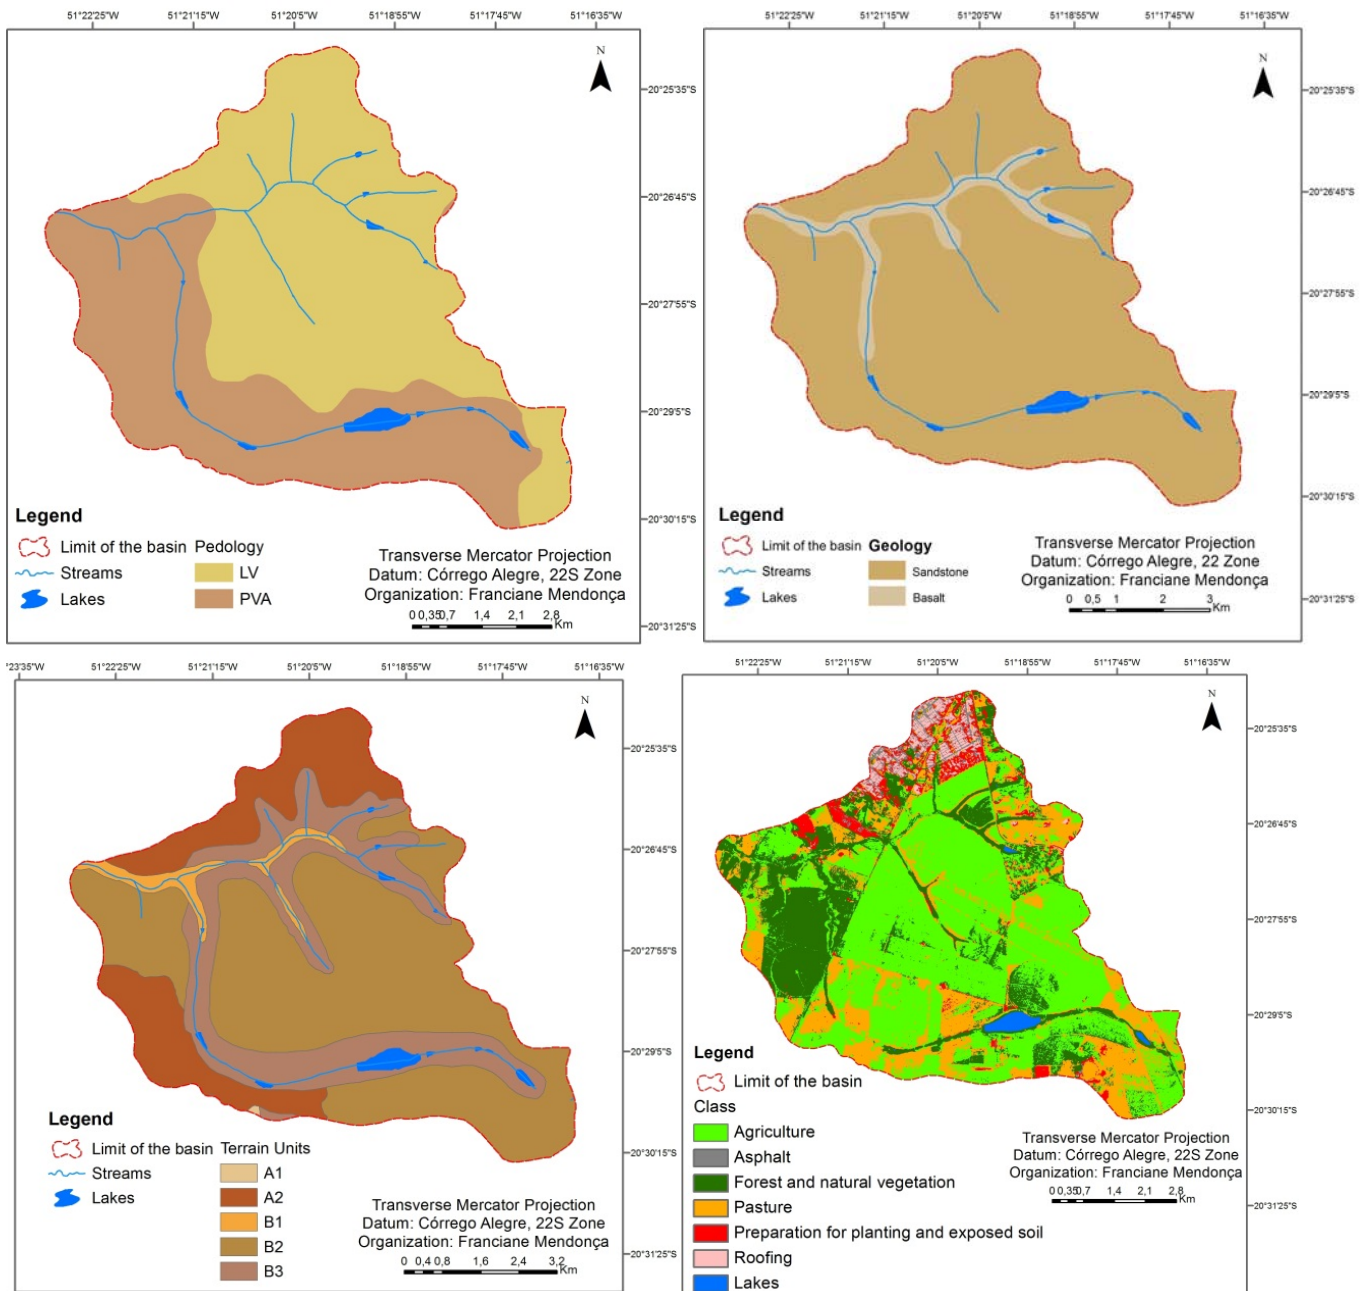 51°22'25"W 51°21'15"W 51°20'5"W 51°18'55"W 51°17'45"W 51°16'35"W
N
20°25'35"S
20°26'45"S
20°27'55"S
20°29'5"S
20°30'15"S
20°31'25"S
Legend
Limit of the basin Pedology
Streams LV
Lakes PVA
Transverse Mercator Projection
Datum: Córrego Alegre, 22S Zone
Organization: Franciane Mendonça
0 0,35 0,7 1,4 2,1 2,8
Km
51°22'25"W 51°21'15"W 51°20'5"W 51°18'55"W 51°17'45"W 51°16'35"W
N
20°25'35"S
20°26'45"S
20°27'55"S
20°29'5"S
20°30'15"S
20°31'25"S
Legend
Limit of the basin Geology
Streams Sandstone
Lakes Basalt
Transverse Mercator Projection
Datum: Córrego Alegre, 22 Zone
Organization: Franciane Mendonça
0 0,5 1 2 3
Km
°23'35"W 51°22'25"W 51°21'15"W 51°20'5"W 51°18'55"W 51°17'45"W 51°16'35"W
N
20°25'35"S
20°26'45"S
20°27'55"S
20°29'5"S
20°30'15"S
20°31'25"S
Legend
Limit of the basin Terrain Units
Streams A1
Lakes A2
B1
B2
B3
Transverse Mercator Projection
Datum: Córrego Alegre, 22S Zone
Organization: Franciane Mendonça
0 0,4 0,8 1,6 2,4 3,2
Km
51°22'25"W 51°21'15"W 51°20'5"W 51°18'55"W 51°17'45"W 51°16'35"W
N
20°25'35"S
20°26'45"S
20°27'55"S
20°29'5"S
20°30'15"S
20°31'25"S
Legend
Limit of the basin
Class
Agriculture
Asphalt
Forest and natural vegetation
Pasture
Preparation for planting and exposed soil
Roofing
Lakes
Transverse Mercator Projection
Datum: Córrego Alegre, 22S Zone
Organization: Franciane Mendonça
0 0,35 0,7 1,4 2,1 2,8
Km